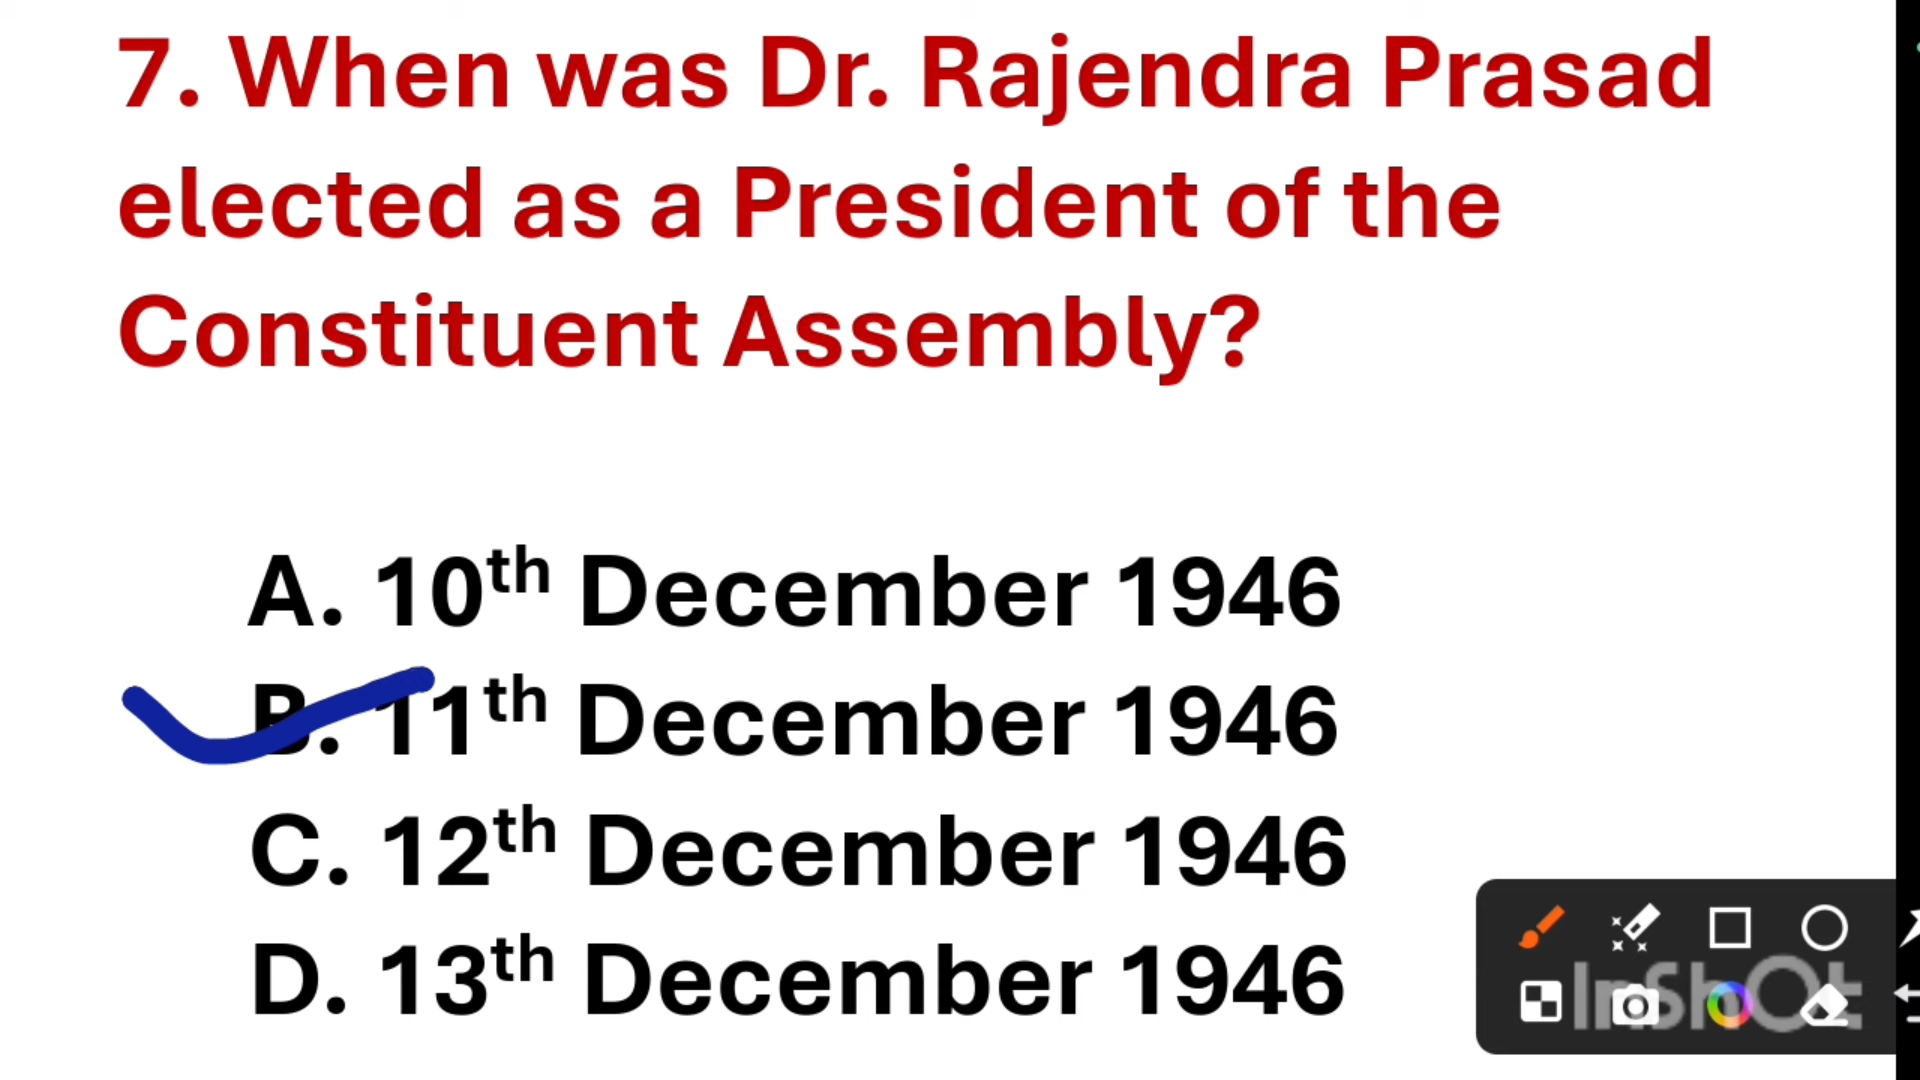 7. When was Dr. Rajendra Prasad
elected as a President of the
Constituent Assembly?
A. 10th December 1946
B. 11th December 1946
C. 12th December 1946
D. 13th December 1946
InShOt